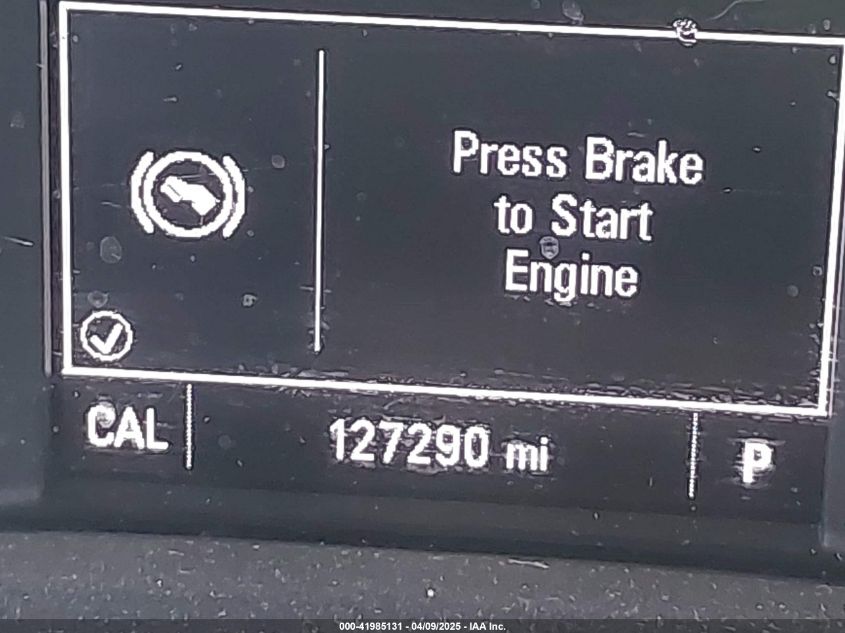 Press Brake
to Start
Engine
CAL 127290 mi P
000-41985131 - 04/09/2025 - IAA Inc.